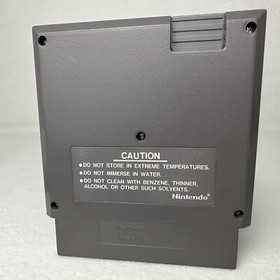 CAUTION
•DO NOT STORE IN EXTREME TEMPERATURES.
•DO NOT IMMERSE IN WATER.
•DO NOT CLEAN WITH BENZENE, THINNER,
ALCOHOL OR OTHER SUCH SOLVENTS.
Nintendo